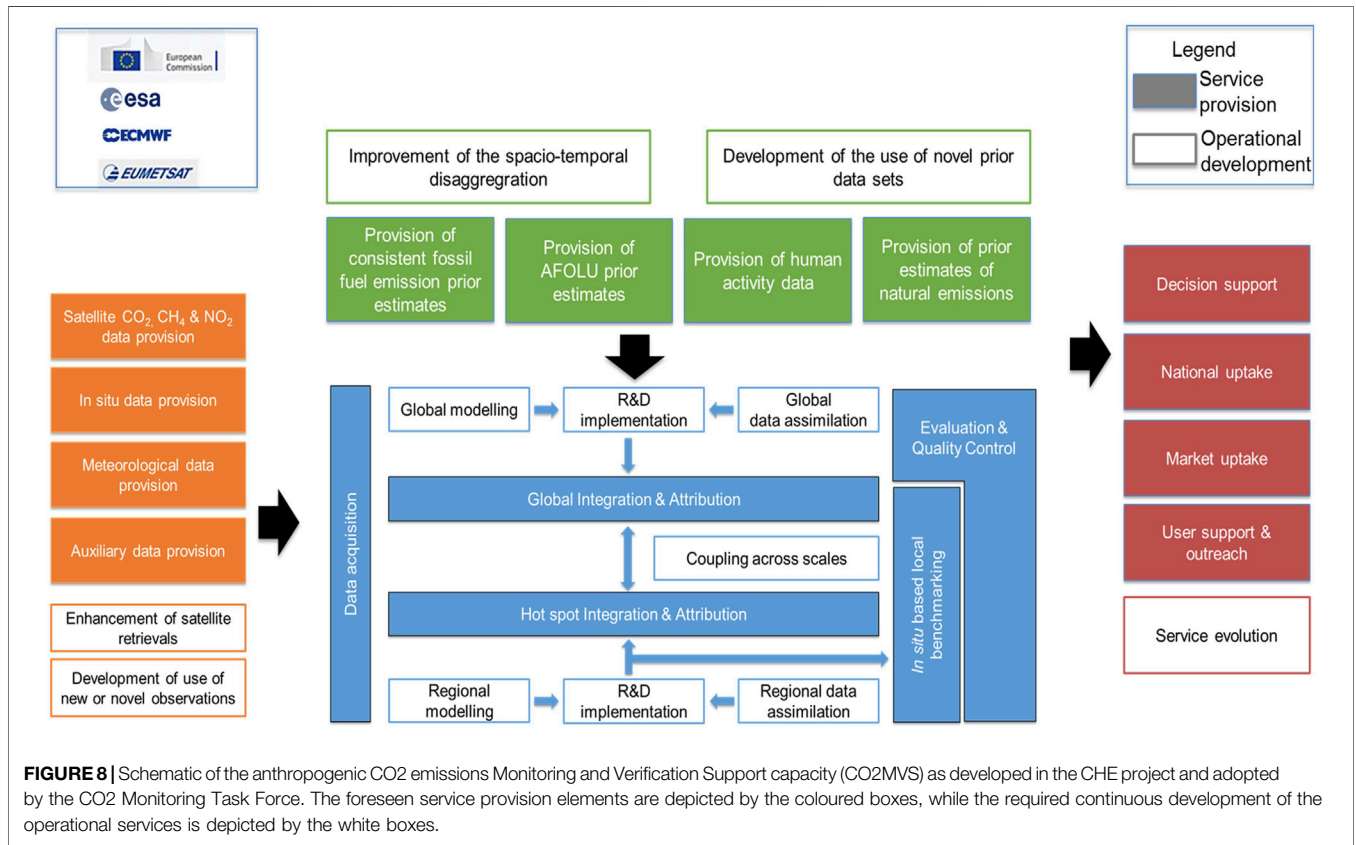 European
Commission
esa
ECMWF
EUMETSAT
Legend
Service
provision
Operational
development
Improvement of the spacio-temporal
disaggregration
Development of the use of novel prior
data sets
Provision of
consistent fossil
fuel emission prior
estimates
Provision of
AFOLU prior
estimates
Provision of human
activity data
Provision of prior
estimates of
natural emissions
Satellite CO₂, CH₄ & NO₂
data provision
In situ data provision
Meteorological data
provision
Auxiliary data provision
Enhancement of satellite
retrievals
Development of use of
new or novel observations
Data acquisition
Global modelling
R&D
implementation
Global
data assimilation
Global Integration & Attribution
Coupling across scales
Hot spot Integration & Attribution
Regional
modelling
R&D
implementation
Regional data
assimilation
Evaluation &
Quality Control
In situ based local
benchmarking
Decision support
National uptake
Market uptake
User support &
outreach
Service evolution
FIGURE 8 | Schematic of the anthropogenic CO2 emissions Monitoring and Verification Support capacity (CO2MVS) as developed in the CHE project and adopted
by the CO2 Monitoring Task Force. The foreseen service provision elements are depicted by the coloured boxes, while the required continuous development of the
operational services is depicted by the white boxes.